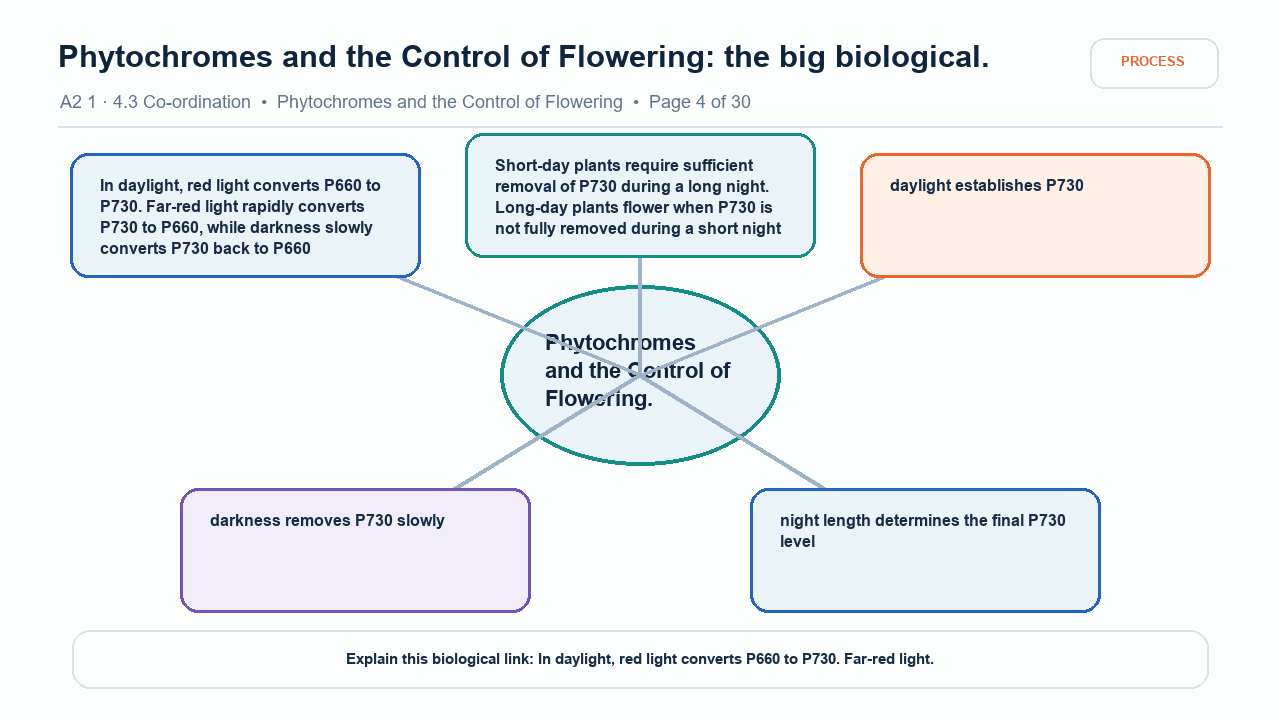 Phytochromes and the Control of Flowering: the big biological.
PROCESS
A2 1 · 4.3 Co-ordination • Phytochromes and the Control of Flowering • Page 4 of 30
In daylight, red light converts P660 to
P730. Far-red light rapidly converts
P730 to P660, while darkness slowly
converts P730 back to P660
Short-day plants require sufficient
removal of P730 during a long night.
Long-day plants flower when P730 is
not fully removed during a short night
daylight establishes P730
Phytochromes
and the Control of
Flowering.
darkness removes P730 slowly
night length determines the final P730
level
Explain this biological link: In daylight, red light converts P660 to P730. Far-red light.